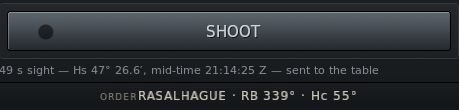 SHOOT
49 s sight — Hs 47° 26.6′, mid-time 21:14:25 Z — sent to the table
ORDER RASALHAGUE · RB 339° · Hc 55°